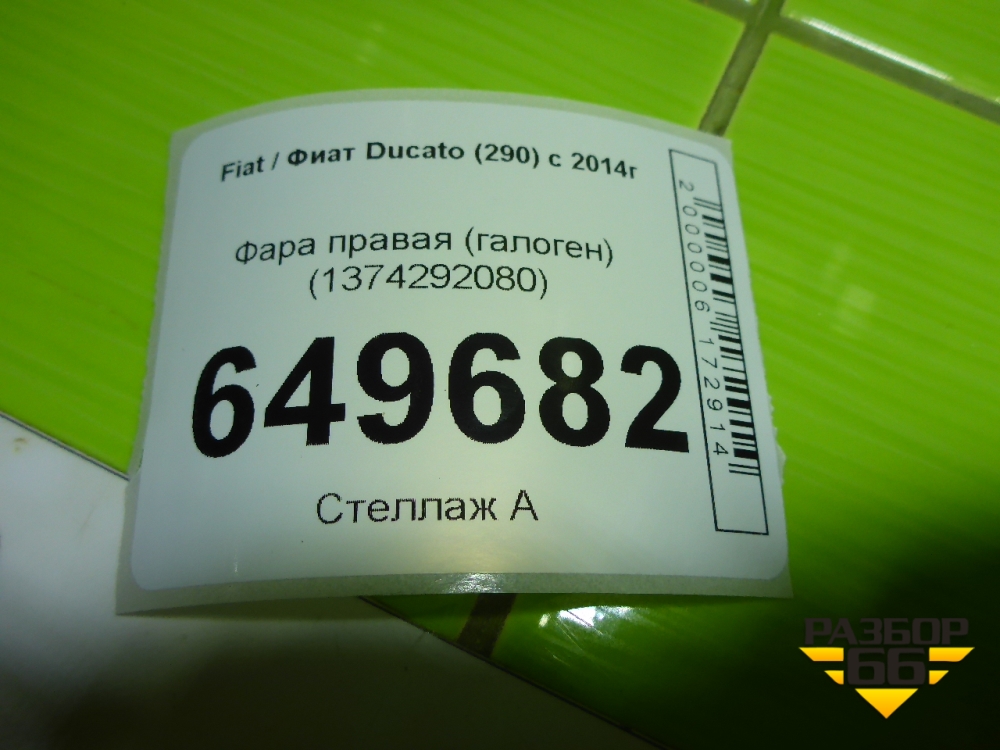 Fiat / Фиат Ducato (290) с 2014г
Фара правая (галоген)
(1374292080)
649682
Стеллаж А
2000006172914
РАЗБОР
66